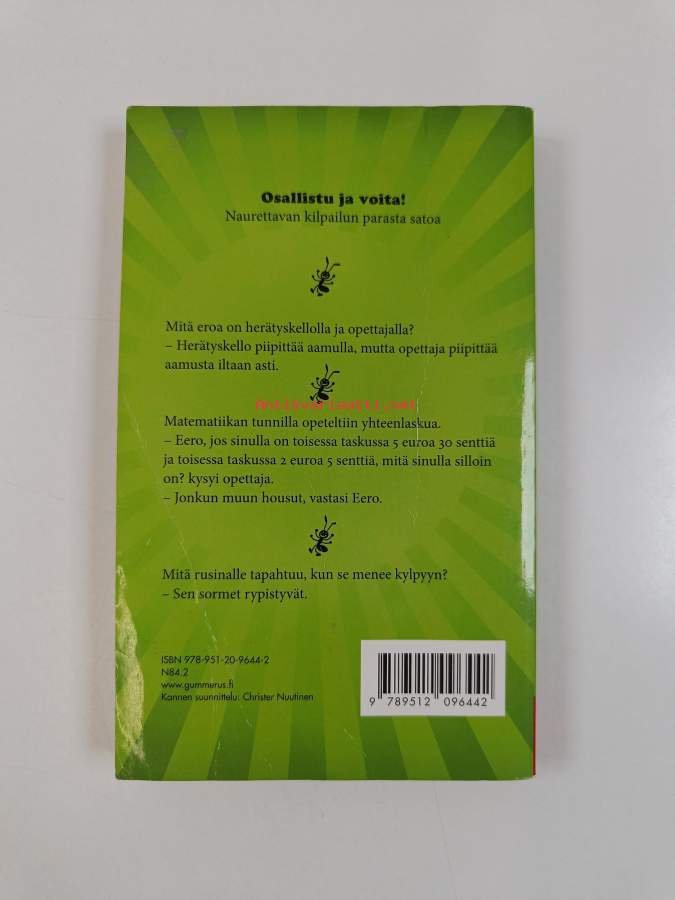 Osallistu ja voita!
Naurettavan kilpailun parasta satoa
Mitä eroa on herätyskellolla ja opettajalla?
– Herätyskello piipittää aamulla, mutta opettaja piipittää
aamusta iltaan asti.
antikvariaatti.net
Matematiikan tunnilla opeteltiin yhteenlaskua.
– Eero, jos sinulla on toisessa taskussa 5 euroa 30 senttiä
ja toisessa taskussa 2 euroa 5 senttiä, mitä sinulla silloin
on? kysyi opettaja.
– Jonkun muun housut, vastasi Eero.
Mitä rusinalle tapahtuu, kun se menee kylpyyn?
– Sen sormet rypistyvät.
ISBN 978-951-20-9644-2
N84.2
www.gummerus.fi
Kannen suunnittelu: Christer Nuutinen
9 789512 096442